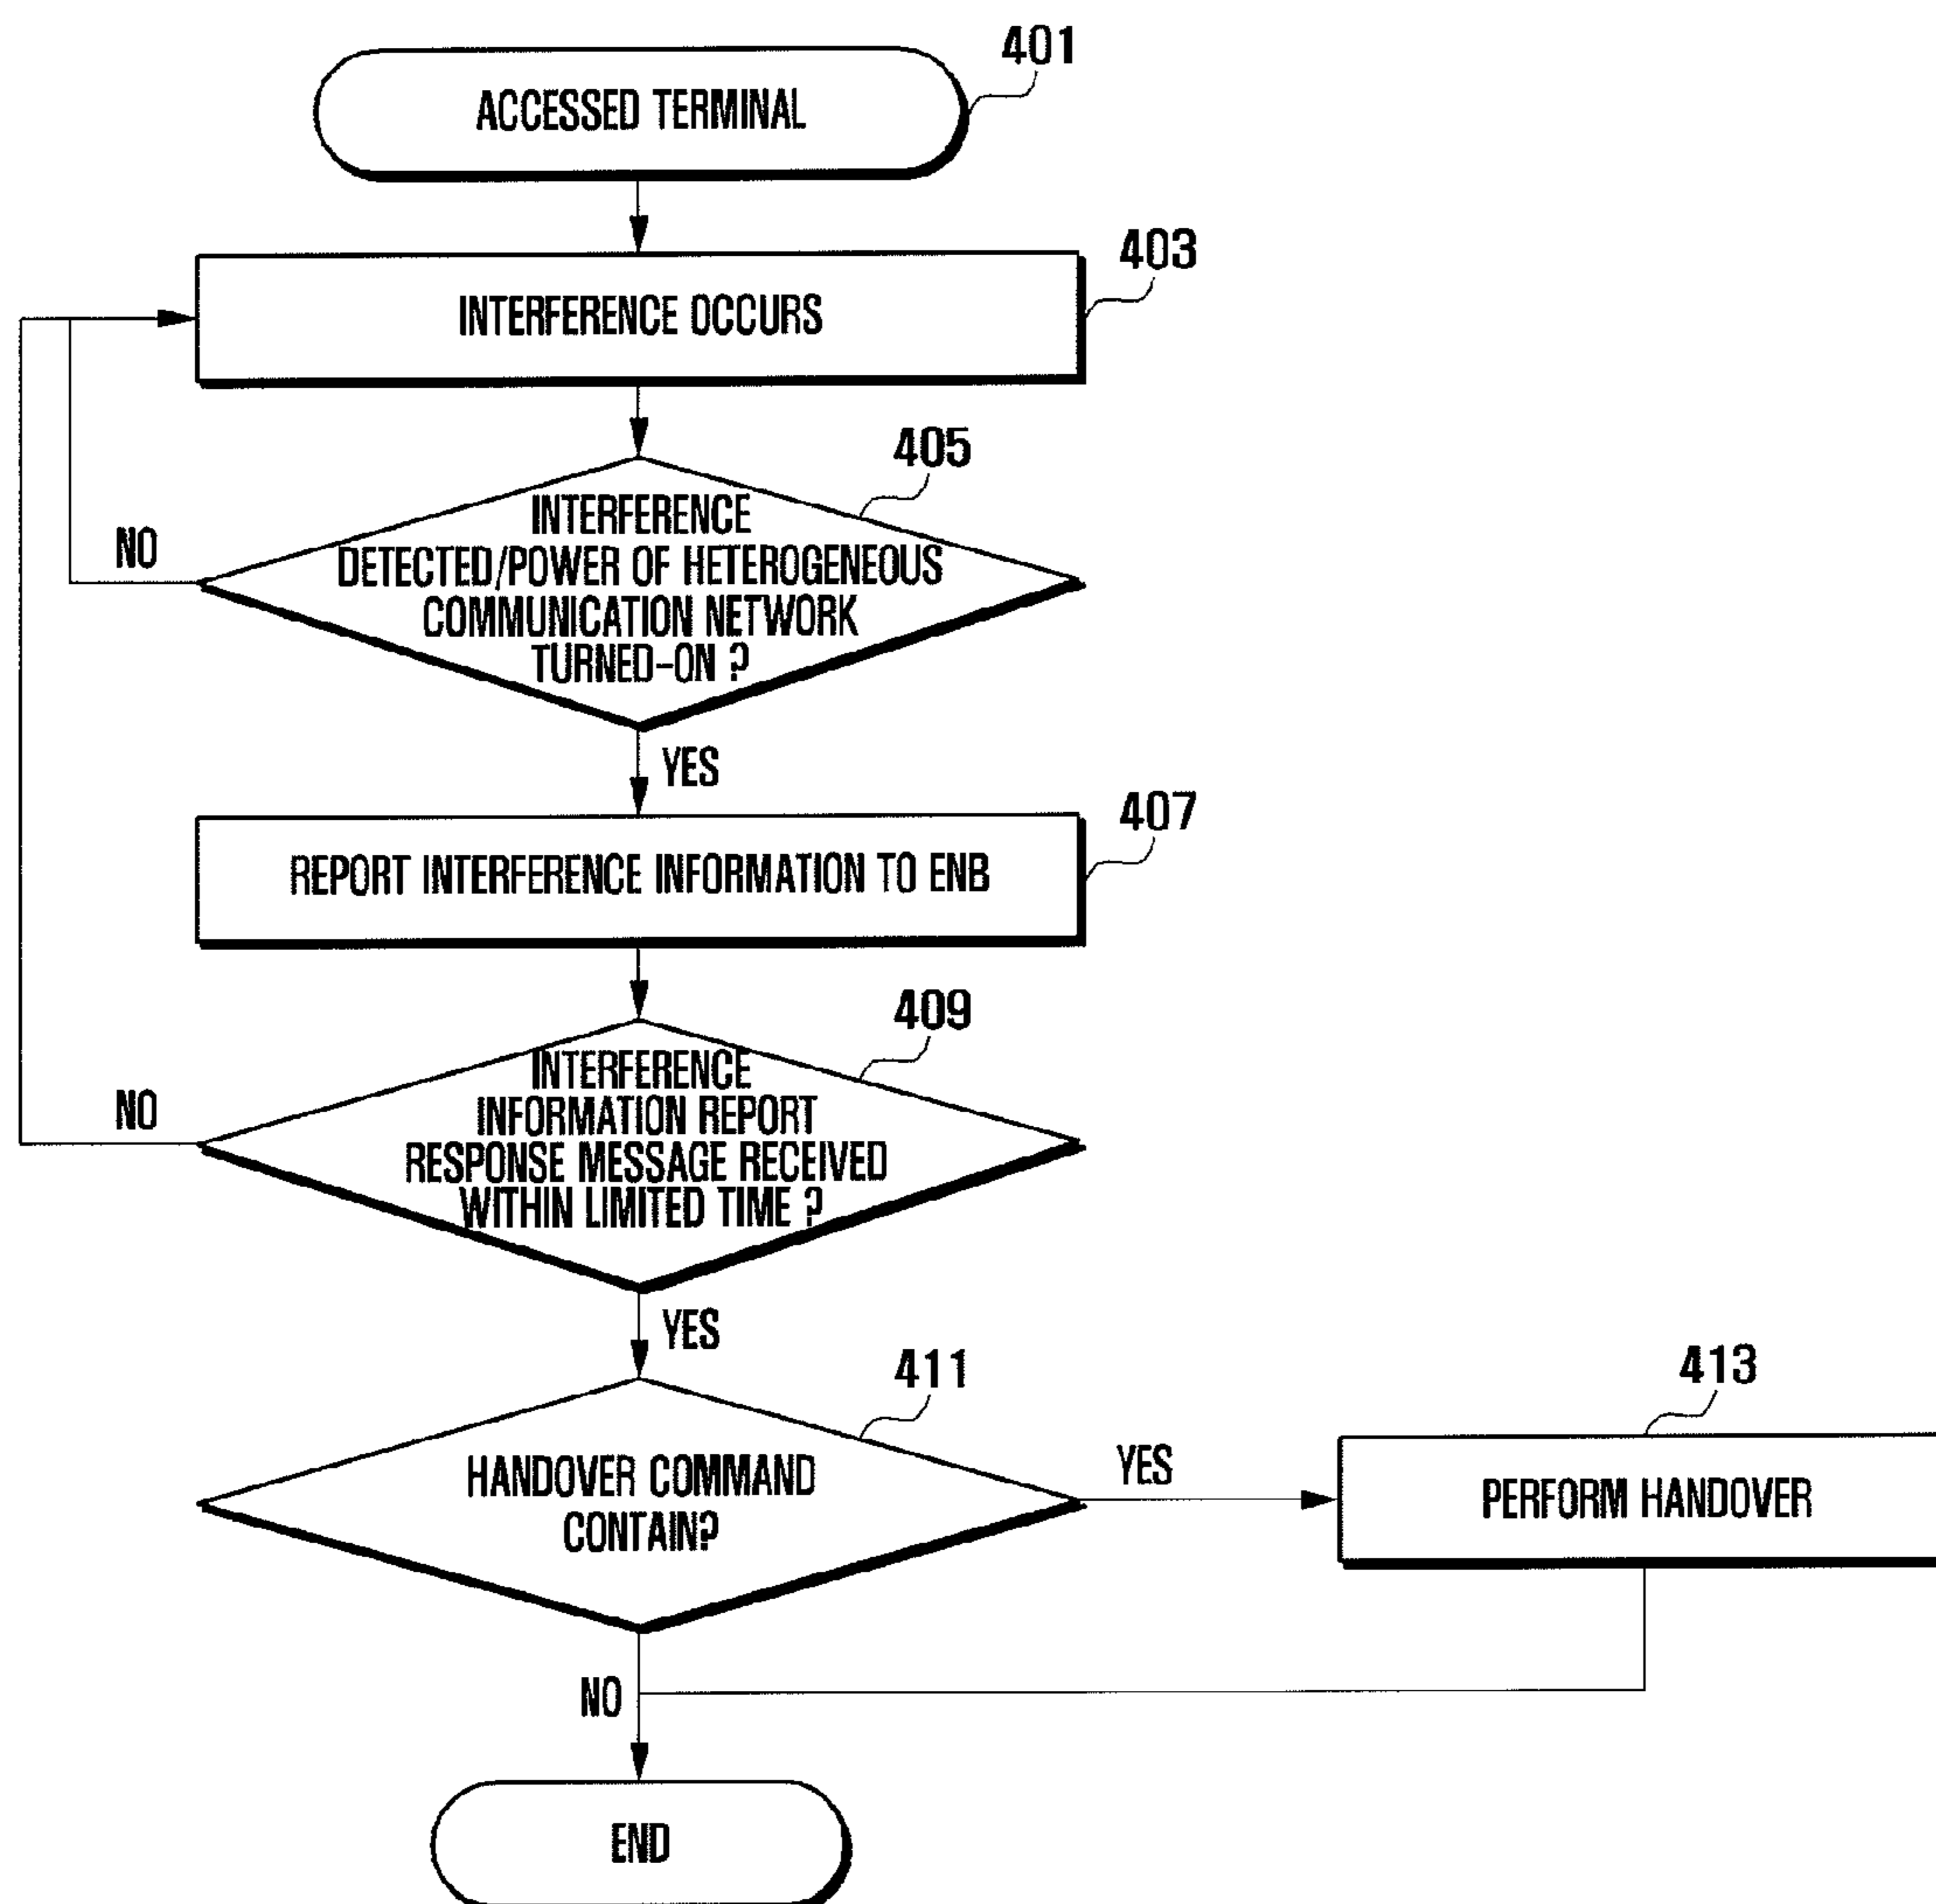 401
ACCESSED TERMINAL
403
INTERFERENCE OCCURS
405
INTERFERENCE
DETECTED/POWER OF HETEROGENEOUS
COMMUNICATION NETWORK
TURNED-ON ?
NO
YES
407
REPORT INTERFERENCE INFORMATION TO ENB
409
INTERFERENCE
INFORMATION REPORT
RESPONSE MESSAGE RECEIVED
WITHIN LIMITED TIME ?
NO
YES
411
HANDOVER COMMAND
CONTAIN?
YES
413
PERFORM HANDOVER
NO
END